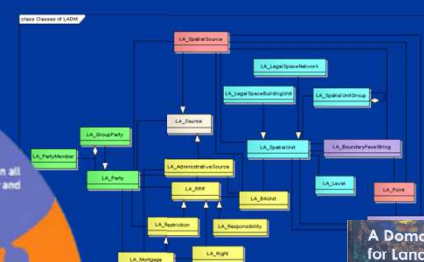 class Classes of LADM
LA_SpatialSource
LA_LegalSpaceNetwork
LA_LegalSpaceBuildingUnit
LA_SpatialUnitGroup
LA_Source
LA_GroupParty
LA_SpatialUnit
LA_BoundaryFaceString
LA_PartyMember
LA_AdministrativeSource
LA_Party
LA_RRR
LA_Level
LA_Point
LA_BAUnit
LA_Restriction
LA_Responsibility
LA_Mortgage
LA_Right
n all
y and
A Doma
for Lanc